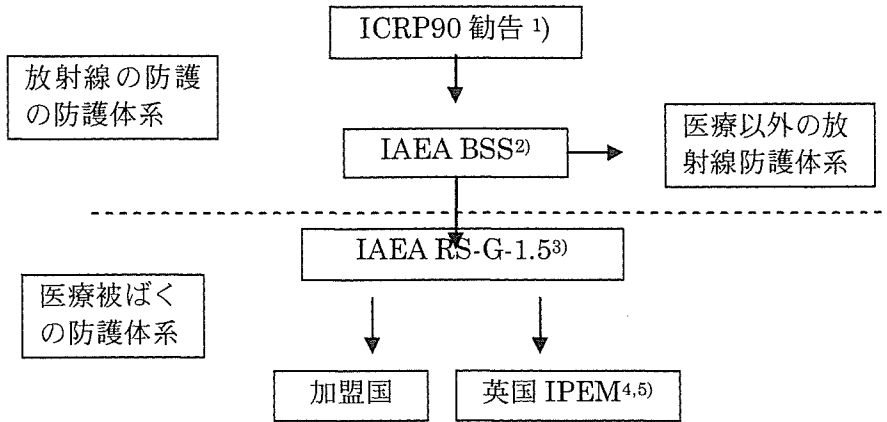 ICRP90 勧告 1)
放射線の防護
の防護体系
IAEA BSS2)
医療以外の放
射線防護体系
IAEA RS-G-1.53)
医療被ばく
の防護体系
加盟国
英国 IPEM4,5)